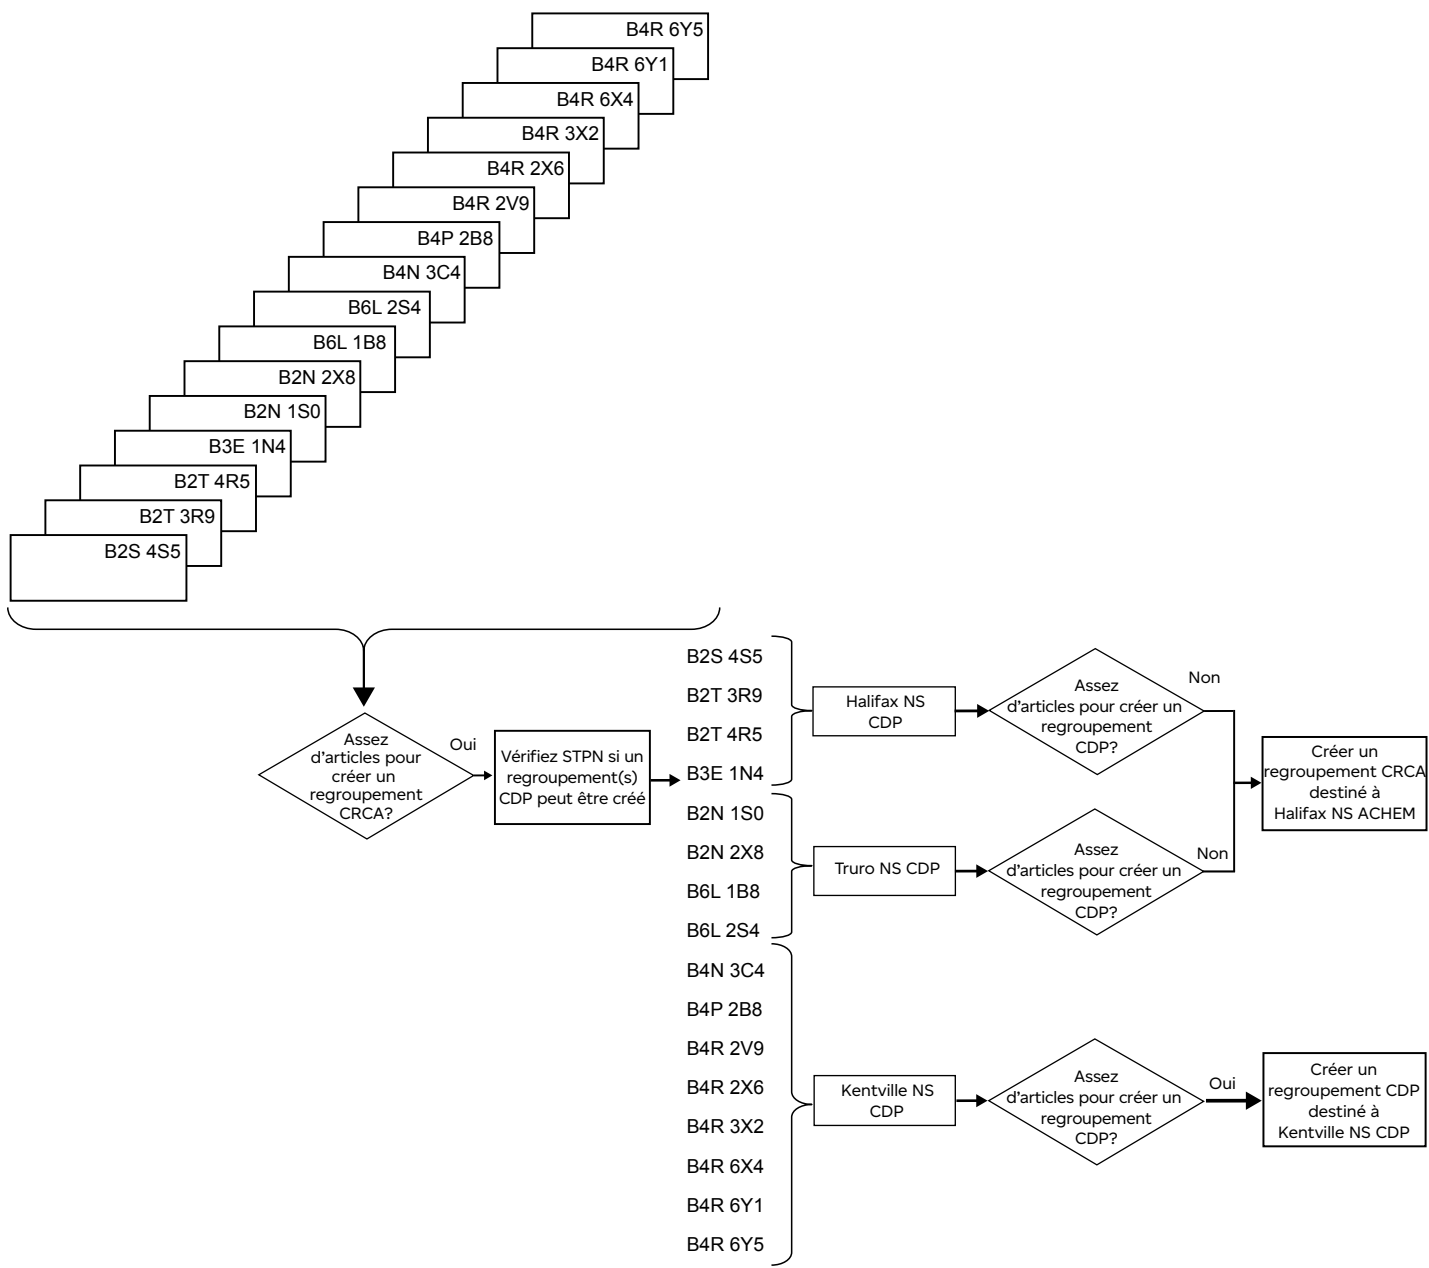 B4R 6Y5
B4R 6Y1
B4R 6X4
B4R 3X2
B4R 2X6
B4R 2V9
B4P 2B8
B4N 3C4
B6L 2S4
B6L 1B8
B2N 2X8
B2N 1S0
B3E 1N4
B2T 4R5
B2T 3R9
B2S 4S5
Assez
d'articles pour
créer un
regroupement
CRCA?
Oui
Vérifiez STPN si un
regroupement(s)
CDP peut être créé
B2S 4S5
B2T 3R9
B2T 4R5
B3E 1N4
B2N 1S0
B2N 2X8
B6L 1B8
B6L 2S4
B4N 3C4
B4P 2B8
B4R 2V9
B4R 2X6
B4R 3X2
B4R 6X4
B4R 6Y1
B4R 6Y5
Halifax NS
CDP
Assez
d'articles pour créer un
regroupement
CDP?
Non
Truro NS CDP
Assez
d'articles pour créer un
regroupement
CDP?
Non
Créer un
regroupement CRCA
destiné à
Halifax NS ACHEM
Kentville NS
CDP
Assez
d'articles pour créer un
regroupement
CDP?
Oui
Créer un
regroupement CDP
destiné à
Kentville NS CDP